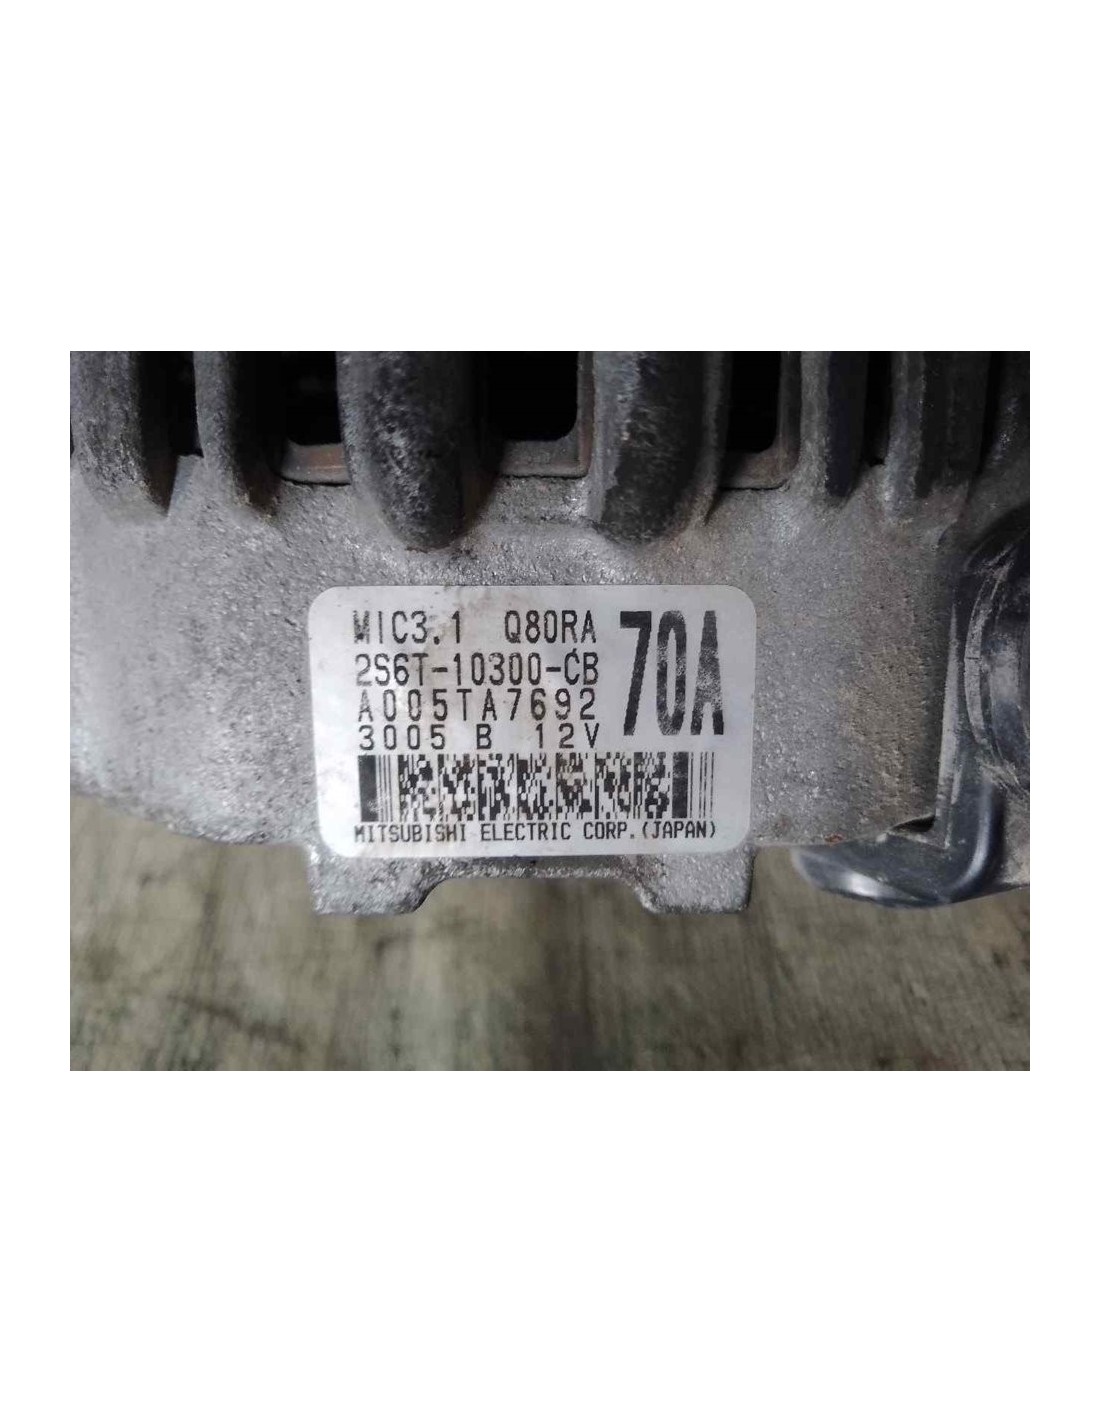 MIC3.1 Q80RA
70A
2S6T-10300-CB
A005TA7692
3005 B 12V
MITSUBISHI ELECTRIC CORP.(JAPAN)